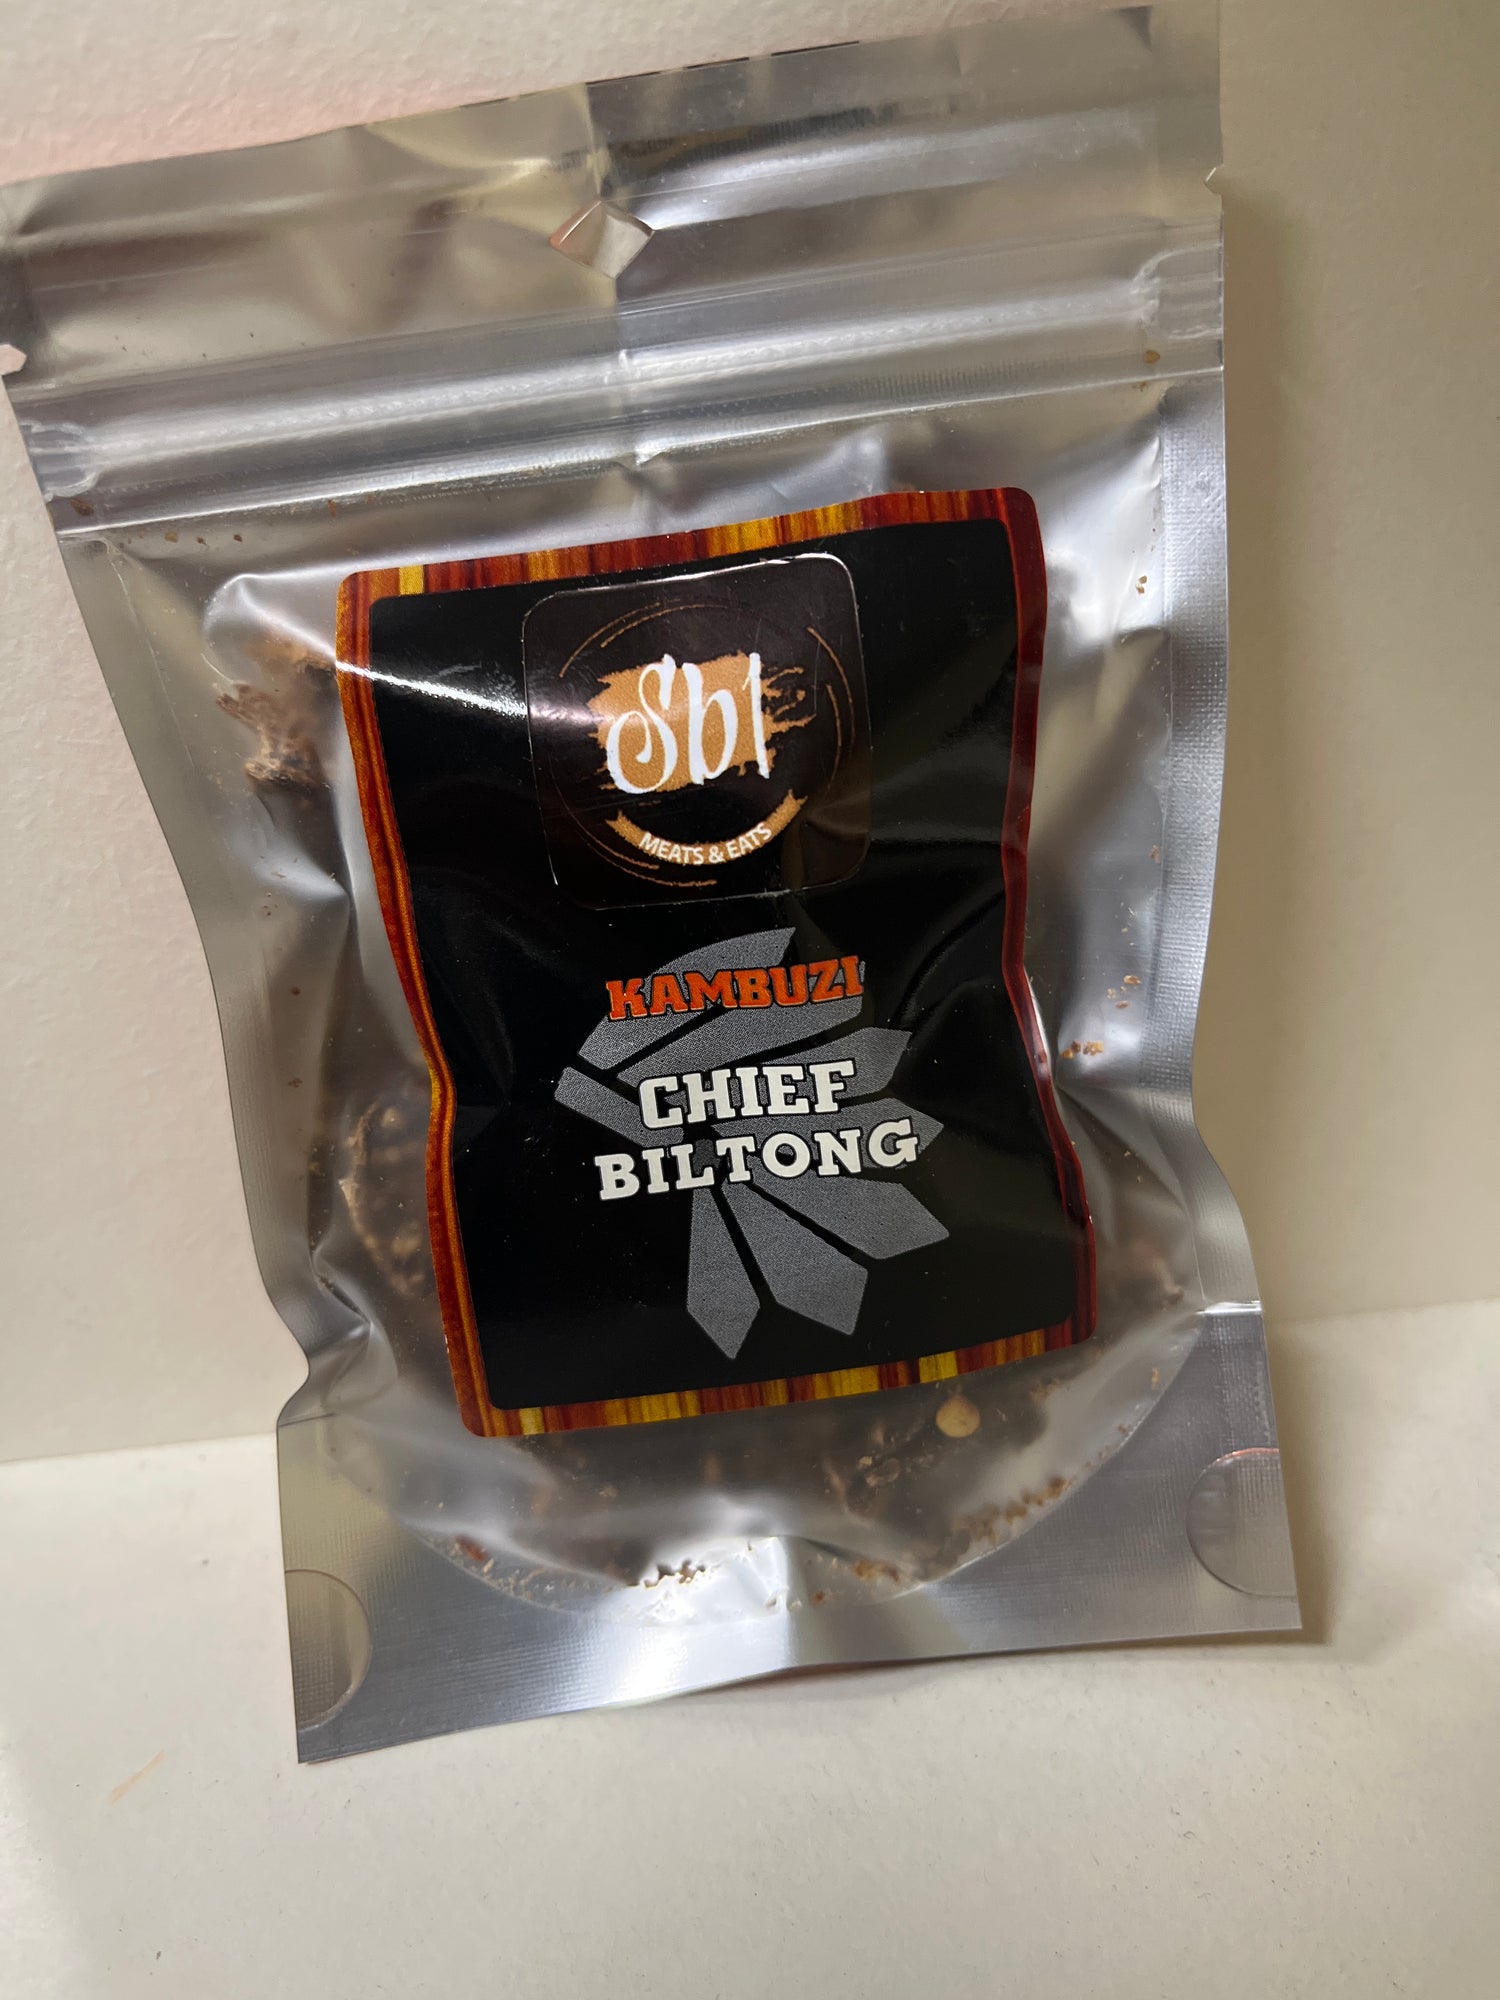 Sb1
MEATS & EATS
KAMBUZI
CHIEF
BILTONG